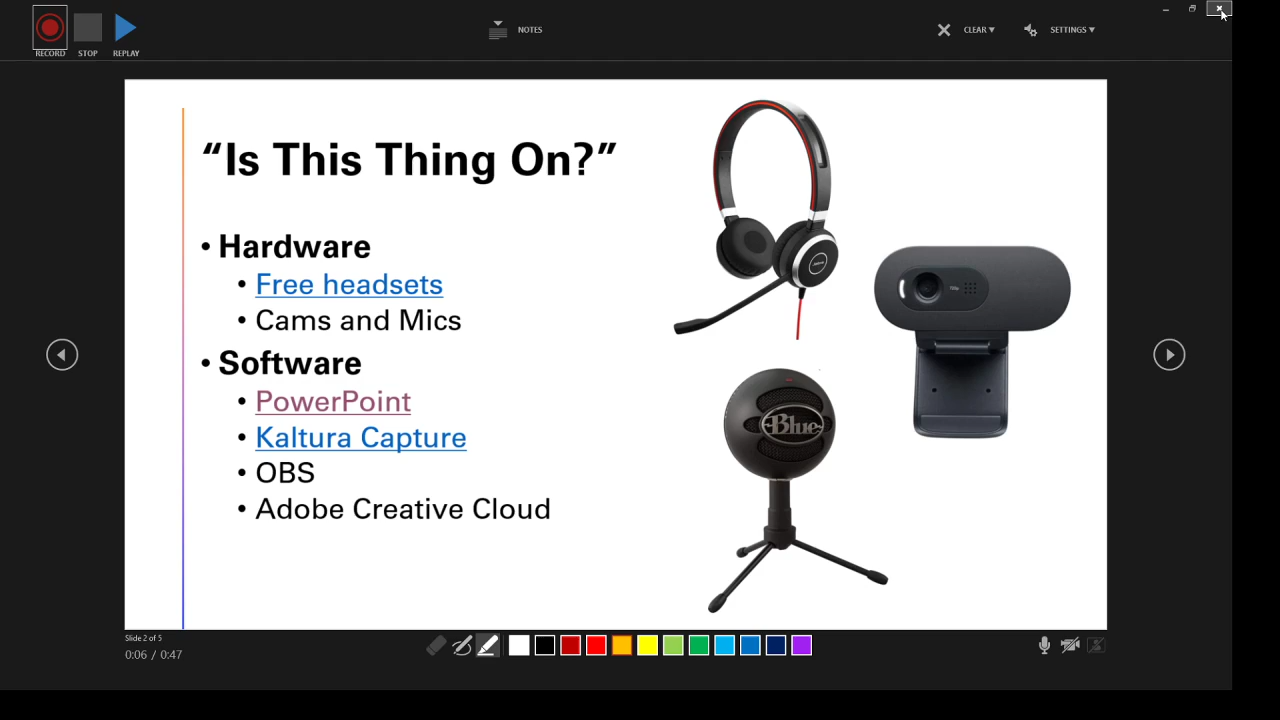 RECORD
STOP
REPLAY
NOTES
CLEAR
SETTINGS
“Is This Thing On?”
• Hardware
• Free headsets
• Cams and Mics
• Software
• PowerPoint
• Kaltura Capture
• OBS
• Adobe Creative Cloud
Jabra
Blue
Slide 2 of 5
0:06 / 0:47